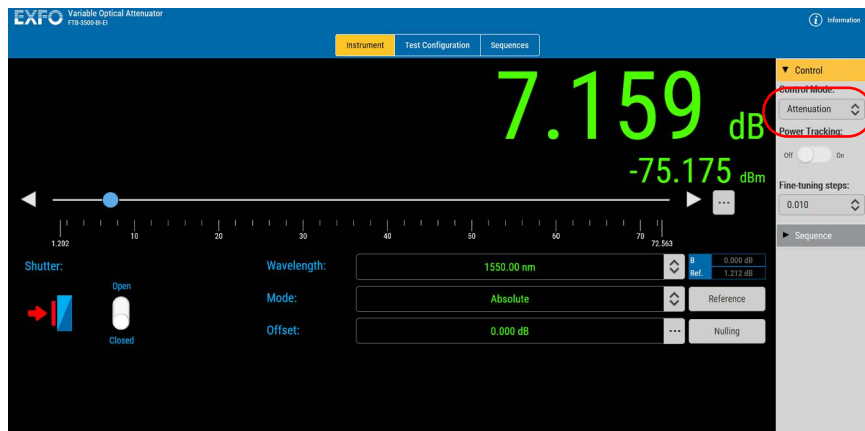 EXFO Variable Optical Attenuator
FTB-3500-BI-EI
Information
Instrument Test Configuration Sequences
Control
Control Mode:
Attenuation
Power Tracking:
Off On
Fine-tuning steps:
0.010
Sequence
7.159 dB
-75.175 dBm
...
1.202 10 20 30 40 50 60 70 72.563
Shutter:
Open
Closed
Wavelength: 1550.00 nm
B 0.000 dB
Ref. 1.212 dB
Mode: Absolute Reference
Offset: 0.000 dB ... Nulling